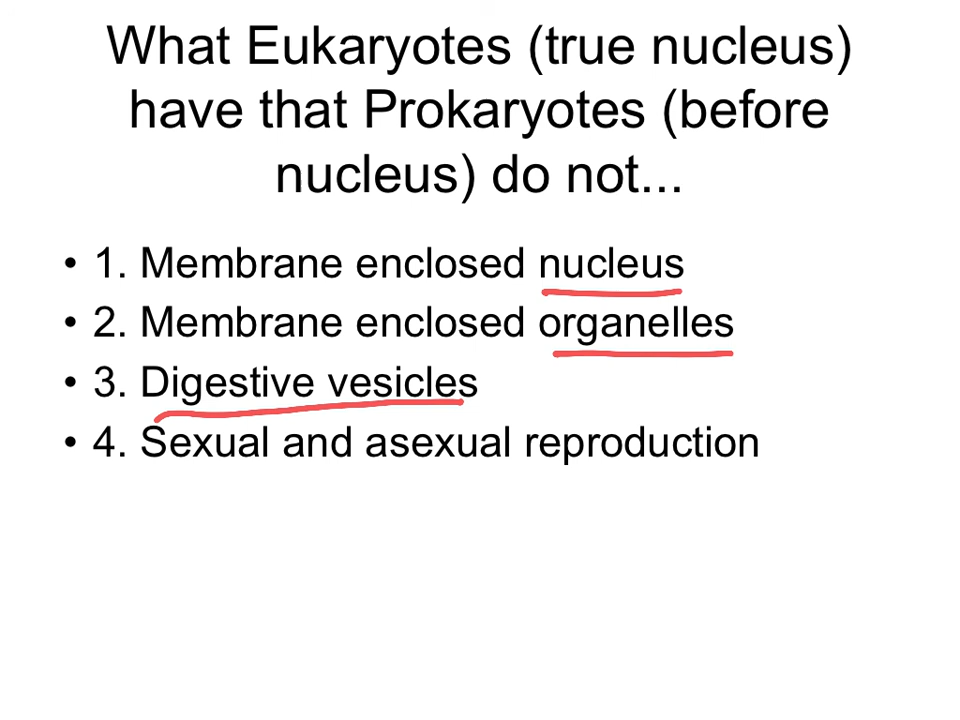 What Eukaryotes (true nucleus)
have that Prokaryotes (before
nucleus) do not...
• 1. Membrane enclosed nucleus
• 2. Membrane enclosed organelles
• 3. Digestive vesicles
• 4. Sexual and asexual reproduction